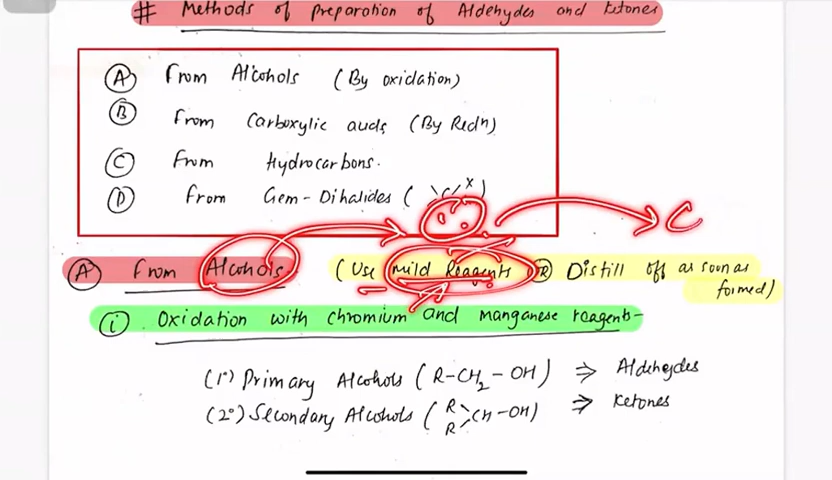 # Methods of preparation of Aldehydes and Ketones
(A) From Alcohols (By oxidation)
(B) From Carboxylic acids (By Redⁿ)
(C) From Hydrocarbons.
(D) From Gem-Dihalides ( \C/X )
C
(A) From Alcohols (Use mild Reagents (R) Distill off as soon as formed)
(i) Oxidation with chromium and manganese reagents-
(1°) Primary Alcohols (R-CH₂-OH) ⇒ Aldehydes
(2°) Secondary Alcohols (R R >CH-OH) ⇒ Ketones